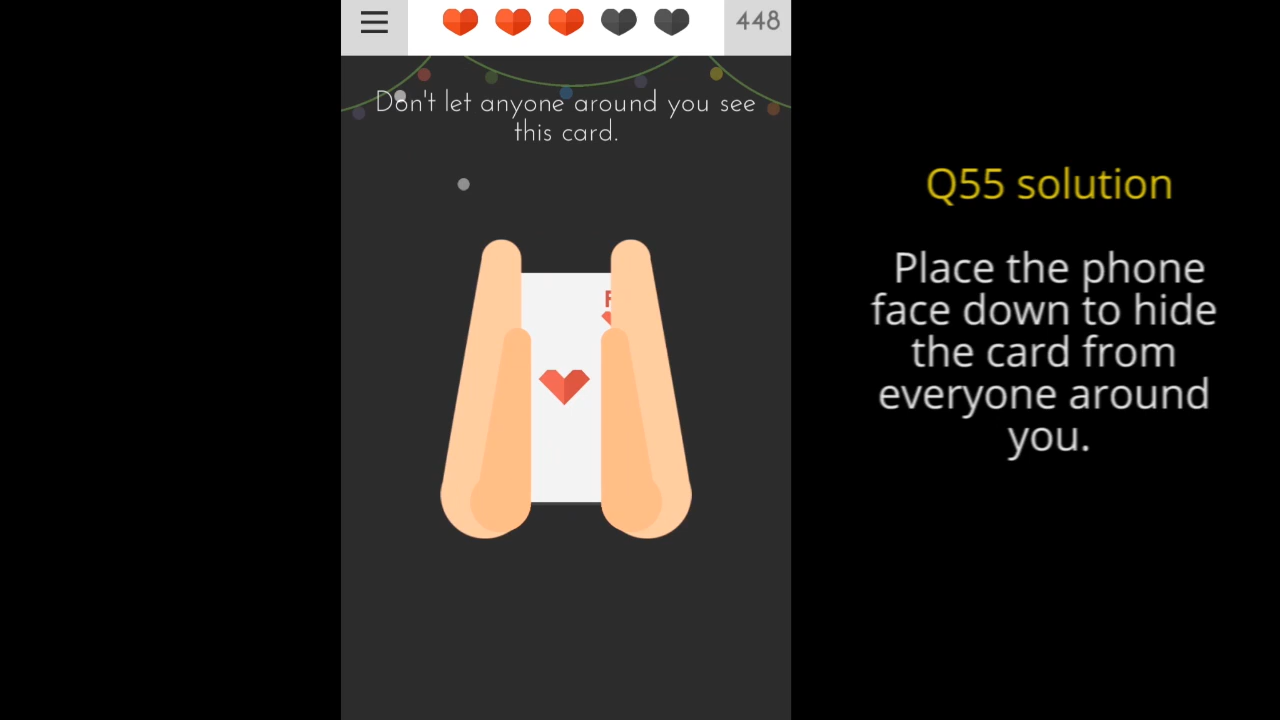 448
Don't let anyone around you see
this card.
Q55 solution
Place the phone
face down to hide
the card from
everyone around
you.